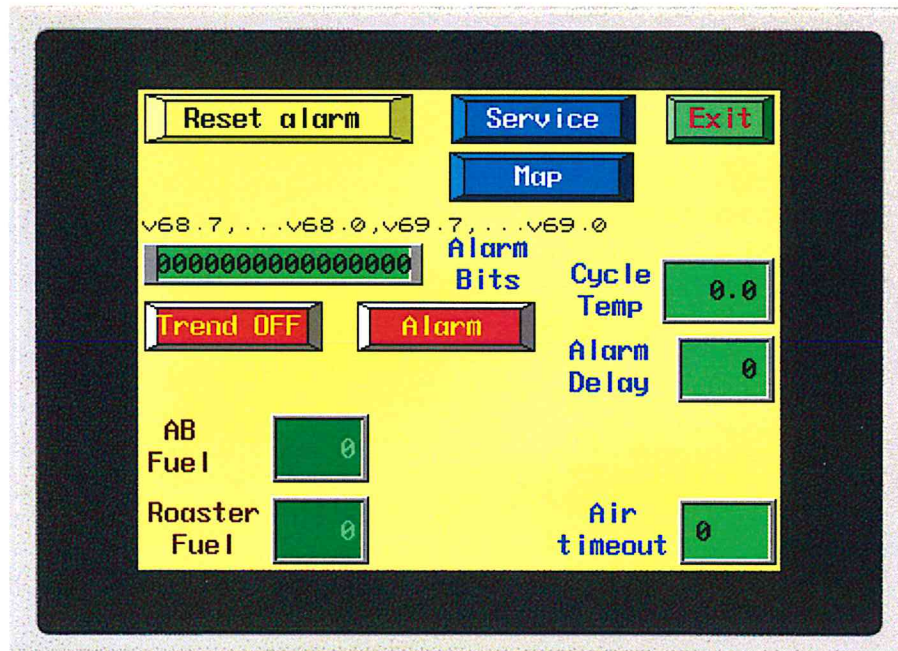 Reset alarm
Service
Exit
Map
v68.7,...v68.0,v69.7,...v69.0
0000000000000000
Alarm
Bits
Cycle
Temp
0.0
Trend OFF
Alarm
Alarm
Delay
0
AB
Fuel
0
Roaster
Fuel
0
Air
timeout
0